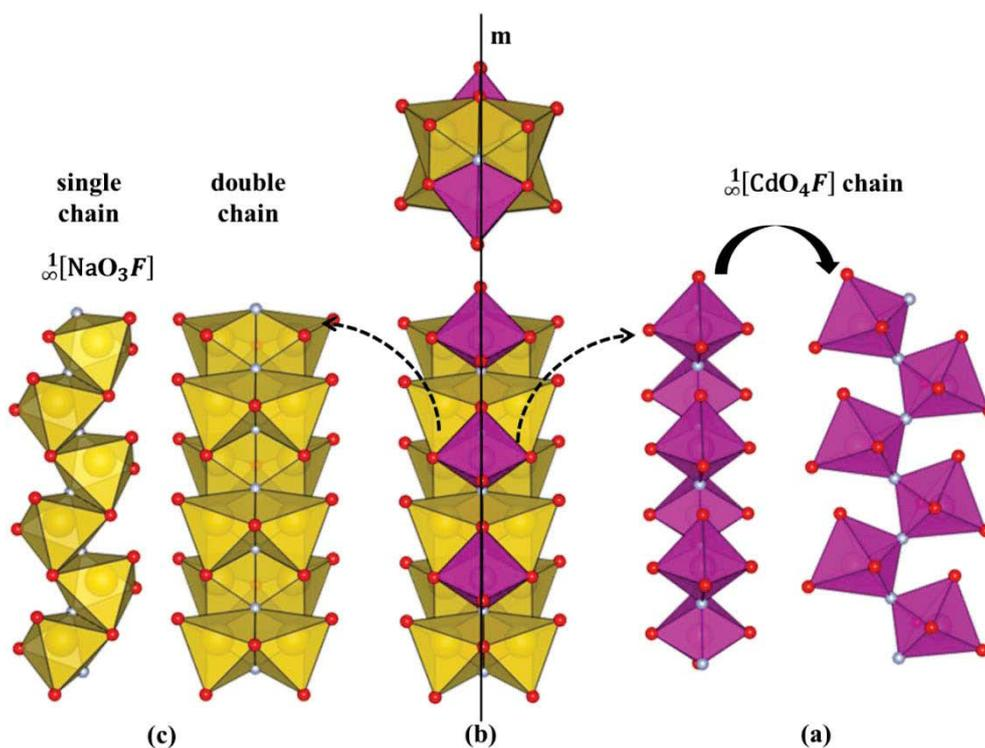 m
single
chain
double
chain
¹∞[NaO₃F]
¹∞[CdO₄F] chain
(c)
(b)
(a)